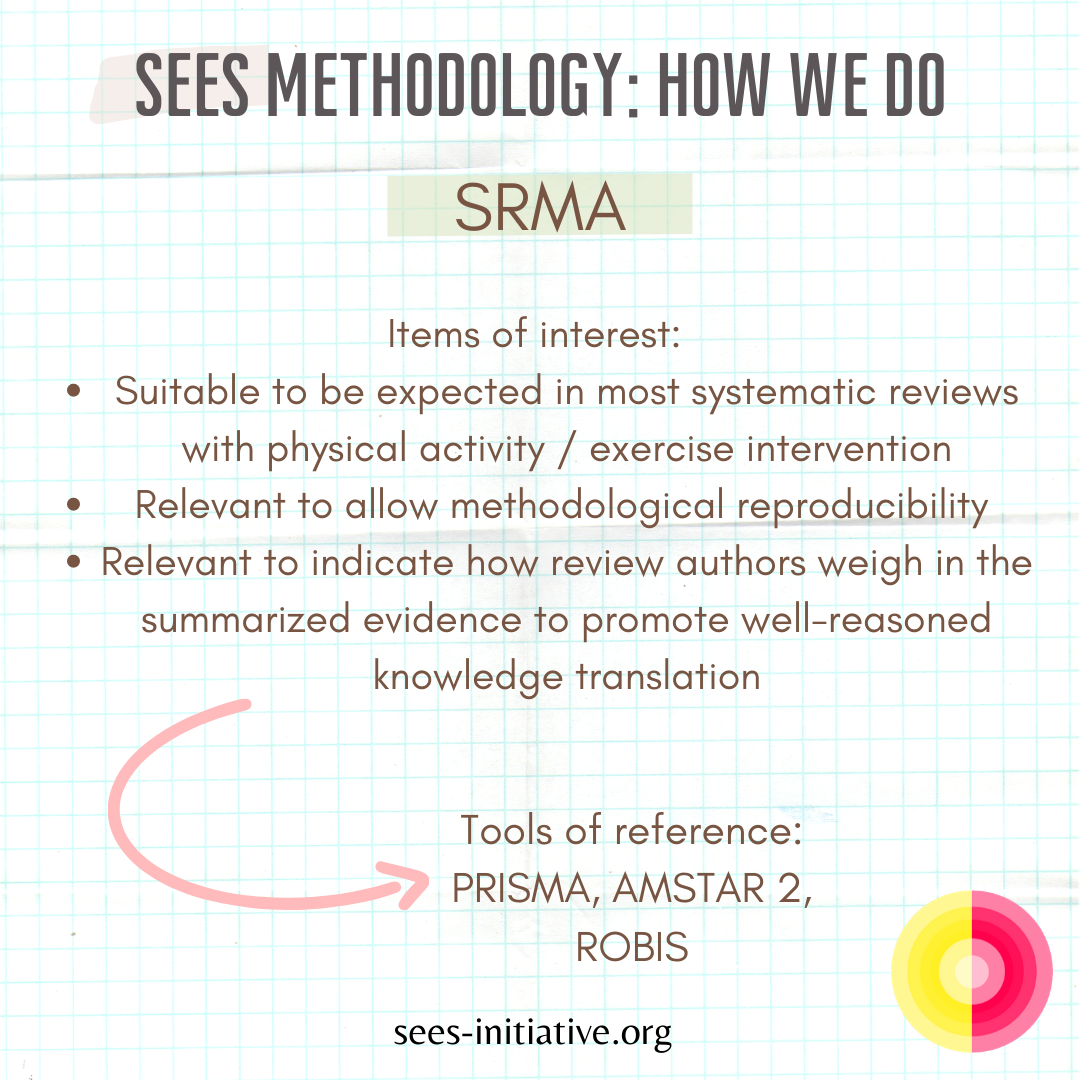 SEES METHODOLOGY: HOW WE DO
SRMA
Items of interest:
• Suitable to be expected in most systematic reviews
with physical activity / exercise intervention
• Relevant to allow methodological reproducibility
• Relevant to indicate how review authors weigh in the
summarized evidence to promote well-reasoned
knowledge translation
Tools of reference:
PRISMA, AMSTAR 2,
ROBIS
sees-initiative.org